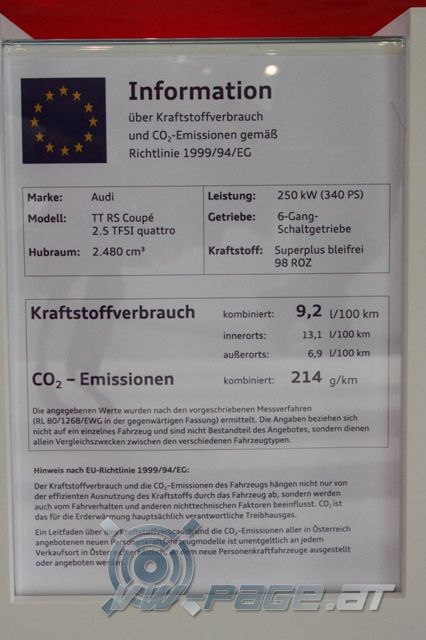 Information
über Kraftstoffverbrauch
und CO₂-Emissionen gemäß
Richtlinie 1999/94/EG
Marke: Audi
Modell: TT RS Coupé
2.5 TFSI quattro
Hubraum: 2.480 cm³
Leistung: 250 kW (340 PS)
Getriebe: 6-Gang-
Schaltgetriebe
Kraftstoff: Superplus bleifrei
98 ROZ
Kraftstoffverbrauch kombiniert: 9,2 l/100 km
innerorts: 13,1 l/100 km
außerorts: 6,9 l/100 km
CO₂ – Emissionen kombiniert: 214 g/km
Die angegebenen Werte wurden nach den vorgeschriebenen Messverfahren
(RL 80/1268/EWG in der gegenwärtigen Fassung) ermittelt. Die Angaben beziehen sich
nicht auf ein einzelnes Fahrzeug und sind nicht Bestandteil des Angebotes, sondern dienen
allein Vergleichszwecken zwischen den verschiedenen Fahrzeugtypen.
Hinweis nach EU-Richtlinie 1999/94/EG:
Der Kraftstoffverbrauch und die CO₂-Emissionen des Fahrzeugs hängen nicht nur von
der effizienten Ausnutzung des Kraftstoffs durch das Fahrzeug ab, sondern werden
auch vom Fahrverhalten und anderen nichttechnischen Faktoren beeinflusst. CO₂ ist
das für die Erderwärmung hauptsächlich verantwortliche Treibhausgas.
Ein Leitfaden über den Kraftstoffverbrauch und die CO₂-Emissionen aller in Österreich
angebotenen neuen Personenkraftfahrzeugmodelle ist unentgeltlich an jedem
Verkaufsort in Österreich erhältlich, an dem neue Personenkraftfahrzeuge ausgestellt
oder angeboten werden.
VW-PAGE.AT